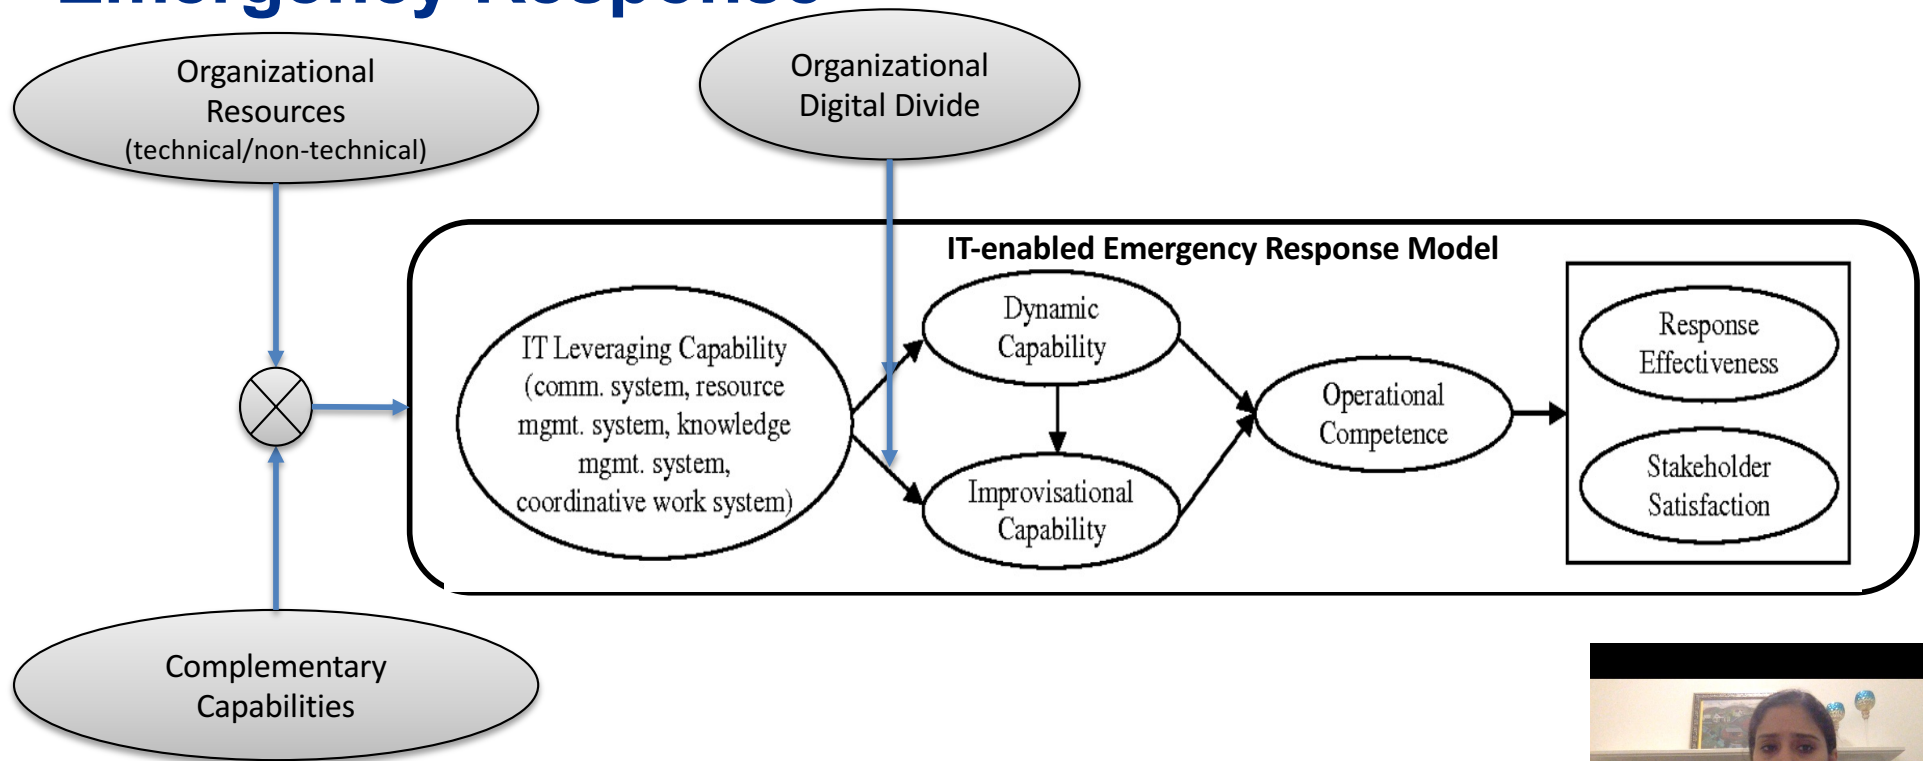 Emergency Response
Organizational
Resources
(technical/non-technical)
Organizational
Digital Divide
IT-enabled Emergency Response Model
IT Leveraging Capability
(comm. system, resource
mgmt. system, knowledge
mgmt. system,
coordinative work system)
Dynamic
Capability
Improvisational
Capability
Operational
Competence
Response
Effectiveness
Stakeholder
Satisfaction
Complementary
Capabilities